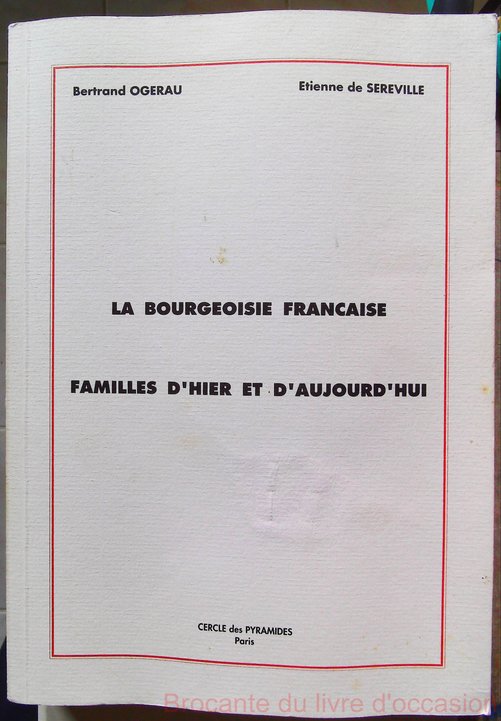 Bertrand OGERAU Etienne de SEREVILLE
LA BOURGEOISIE FRANCAISE
FAMILLES D'HIER ET D'AUJOURD'HUI
CERCLE des PYRAMIDES
Paris
Brocante du livre d'occasion